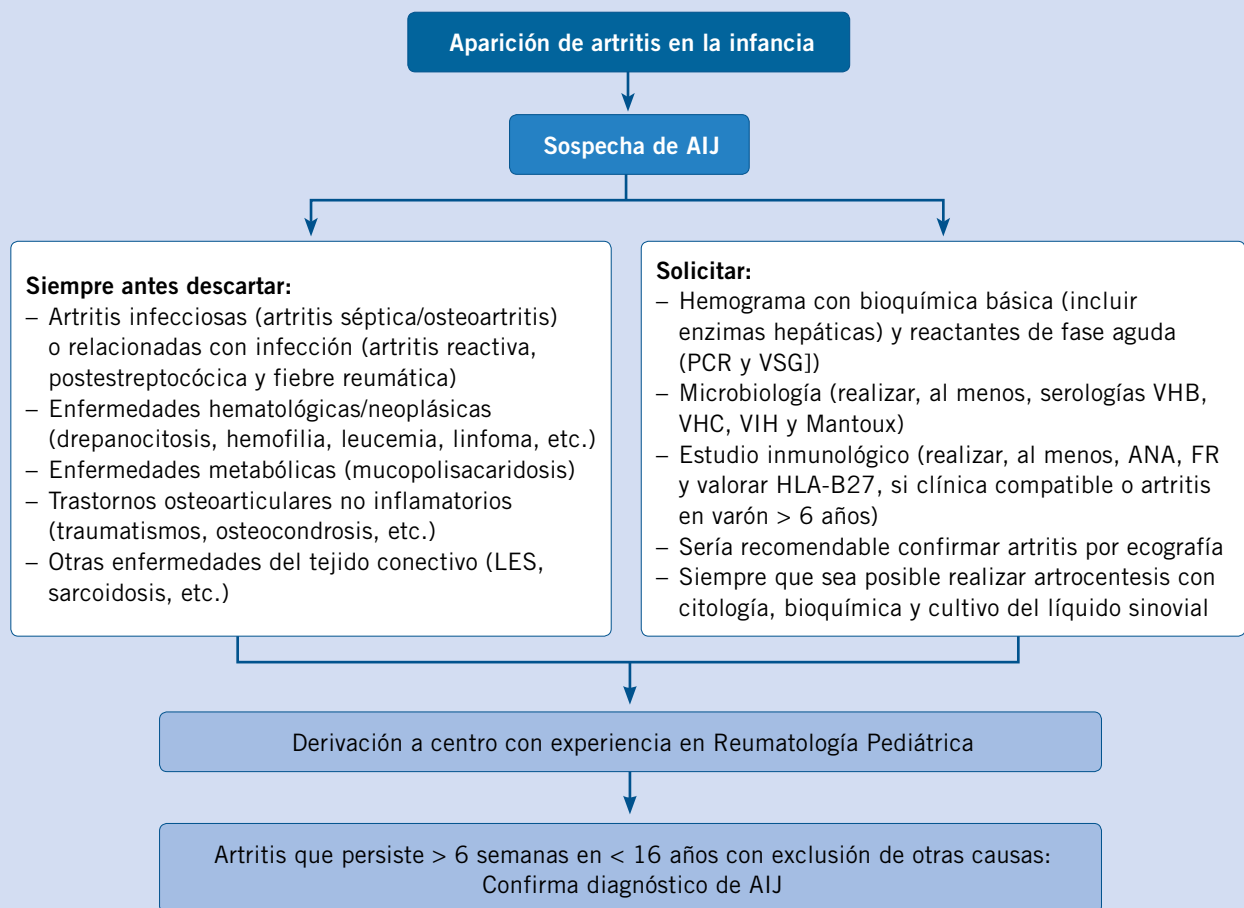 Aparición de artritis en la infancia
Sospecha de AIJ
Siempre antes descartar:
– Artritis infecciosas (artritis séptica/osteoartritis)
o relacionadas con infección (artritis reactiva,
postestreptocócica y fiebre reumática)
– Enfermedades hematológicas/neoplásicas
(drepanocitosis, hemofilia, leucemia, linfoma, etc.)
– Enfermedades metabólicas (mucopolisacaridosis)
– Trastornos osteoarticulares no inflamatorios
(traumatismos, osteocondrosis, etc.)
– Otras enfermedades del tejido conectivo (LES,
sarcoidosis, etc.)
Solicitar:
– Hemograma con bioquímica básica (incluir
enzimas hepáticas) y reactantes de fase aguda
(PCR y VSG])
– Microbiología (realizar, al menos, serologías VHB,
VHC, VIH y Mantoux)
– Estudio inmunológico (realizar, al menos, ANA, FR
y valorar HLA-B27, si clínica compatible o artritis
en varón > 6 años)
– Sería recomendable confirmar artritis por ecografía
– Siempre que sea posible realizar artrocentesis con
citología, bioquímica y cultivo del líquido sinovial
Derivación a centro con experiencia en Reumatología Pediátrica
Artritis que persiste > 6 semanas en < 16 años con exclusión de otras causas:
Confirma diagnóstico de AIJ